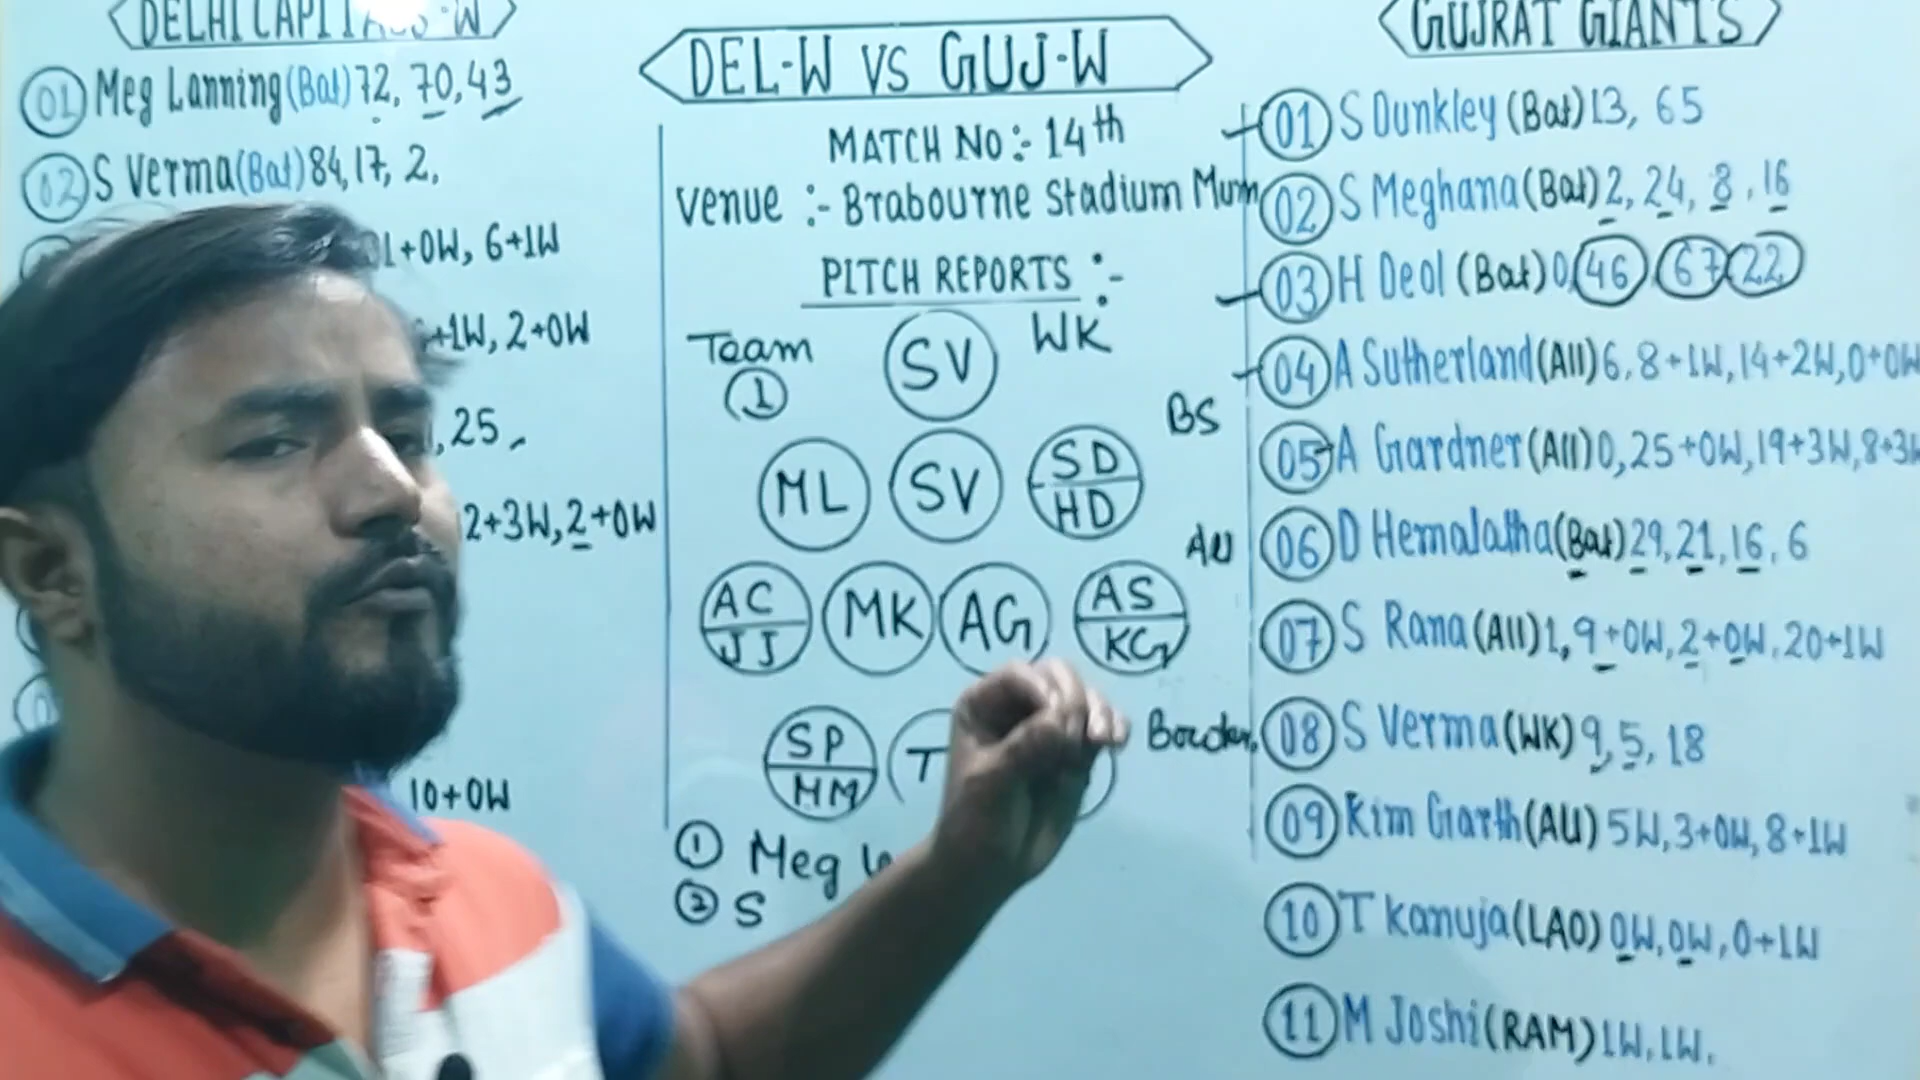 DELHI CAPITALS-W
01 Meg Lanning (Bat) 72, 70, 43
02 S Verma (Bat) 84, 17, 2,
1+0W, 6+1W
+1W, 2+0W
,25
2+3W, 2+0W
10+0W
DEL-W VS GUJ-W
MATCH No:- 14th
Venue :- Brabourne Stadium Mum
PITCH REPORTS :-
Team 1
SV
WK
ML
SV
SD
HD
BS
AC
JJ
MK
AG
AS
KG
All
SP
MM
T
1 Meg
2 S
GUJRAT GIANTS
01 S Dunkley (Bat) 13, 65
02 S Meghana (Bat) 2, 24, 8, 16
03 H Deol (Bat) 0, 46 67 22
04 A Sutherland (All) 6, 8+1W, 14+2W, 0+0W
05 A Gardner (All) 0, 25+0W, 19+3W, 8+3W
06 D Hemalatha (Bat) 29, 21, 16, 6
07 S Rana (All) 1, 9+0W, 2+0W, 20+1W
08 S Verma (WK) 9, 5, 18
09 Kim Garth (All) 5W, 3+0W, 8+1W
10 T Kanuja (LAO) 0W, 0W, 0+1W
11 M Joshi (RAM) 1W, 1W,